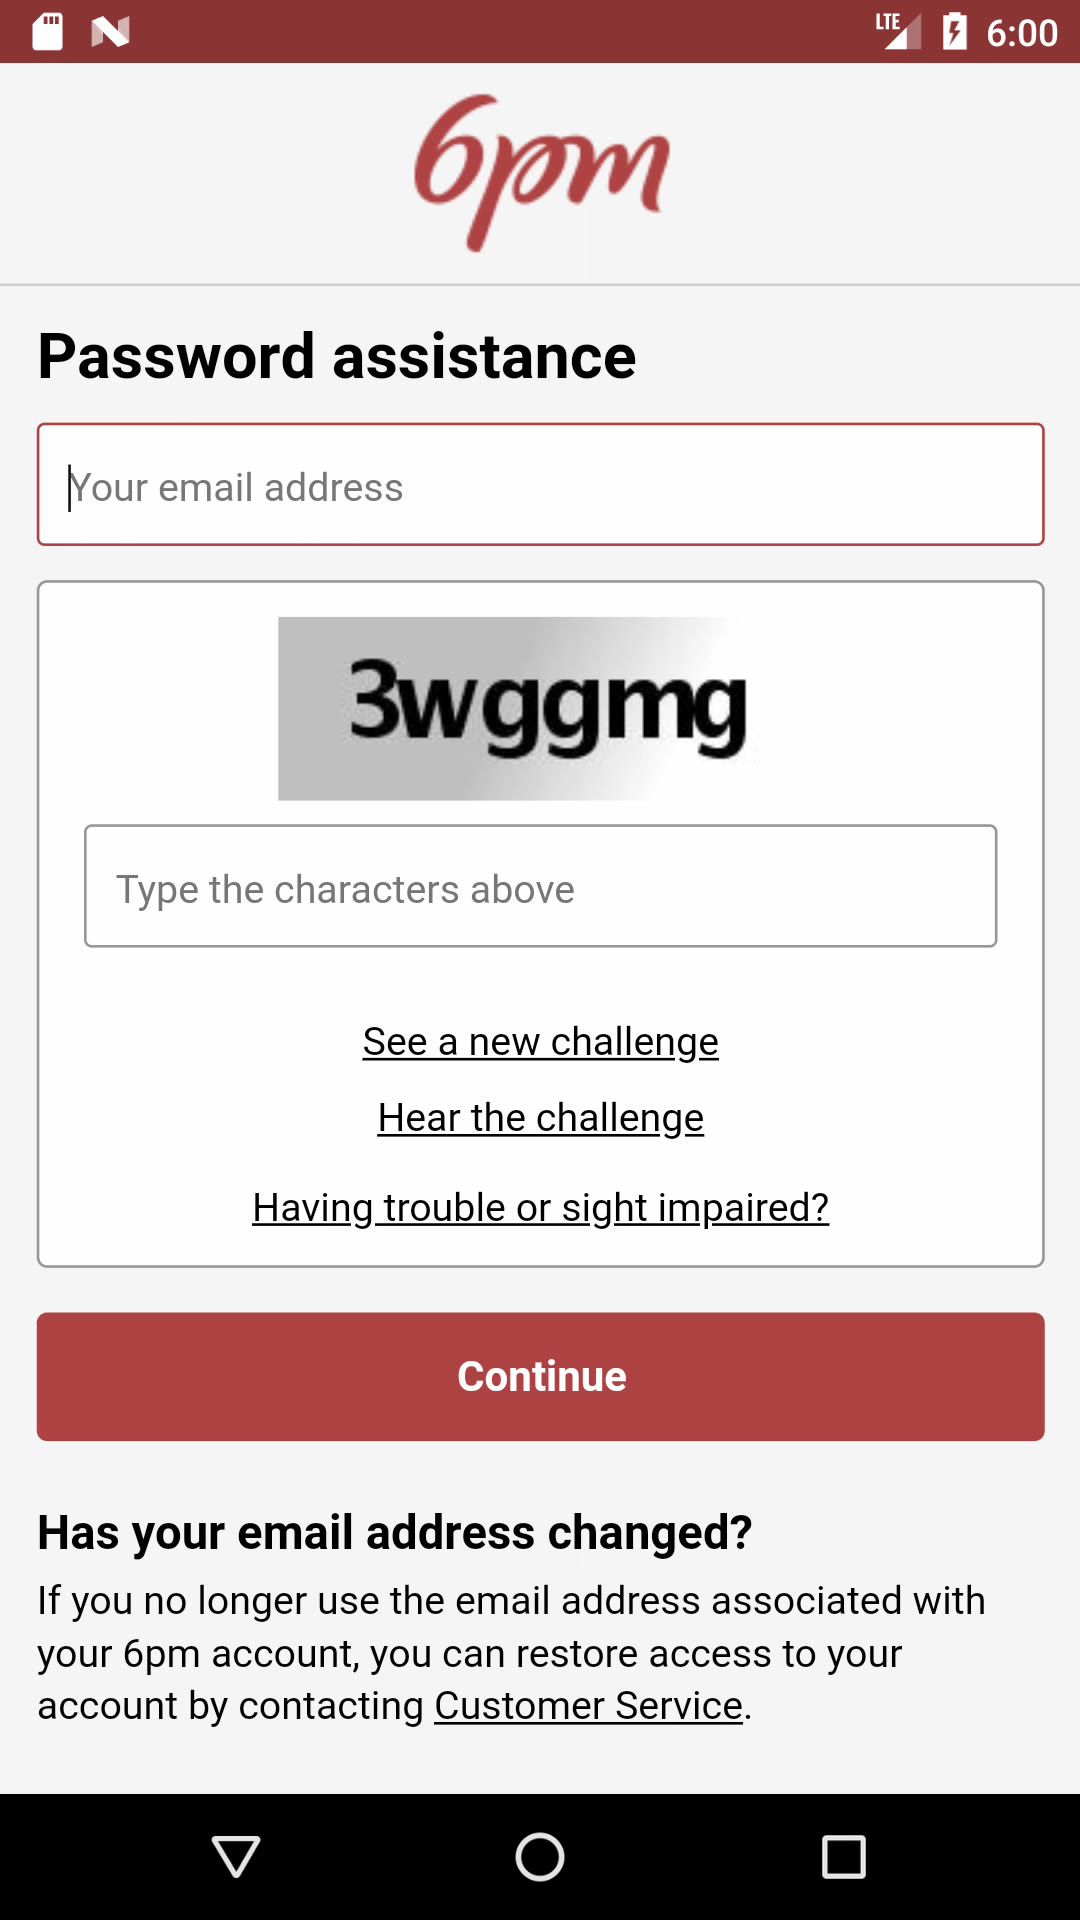 LTE 6:00
6pm
Password assistance
Your email address
3wggmg
Type the characters above
See a new challenge
Hear the challenge
Having trouble or sight impaired?
Continue
Has your email address changed?
If you no longer use the email address associated with
your 6pm account, you can restore access to your
account by contacting Customer Service.